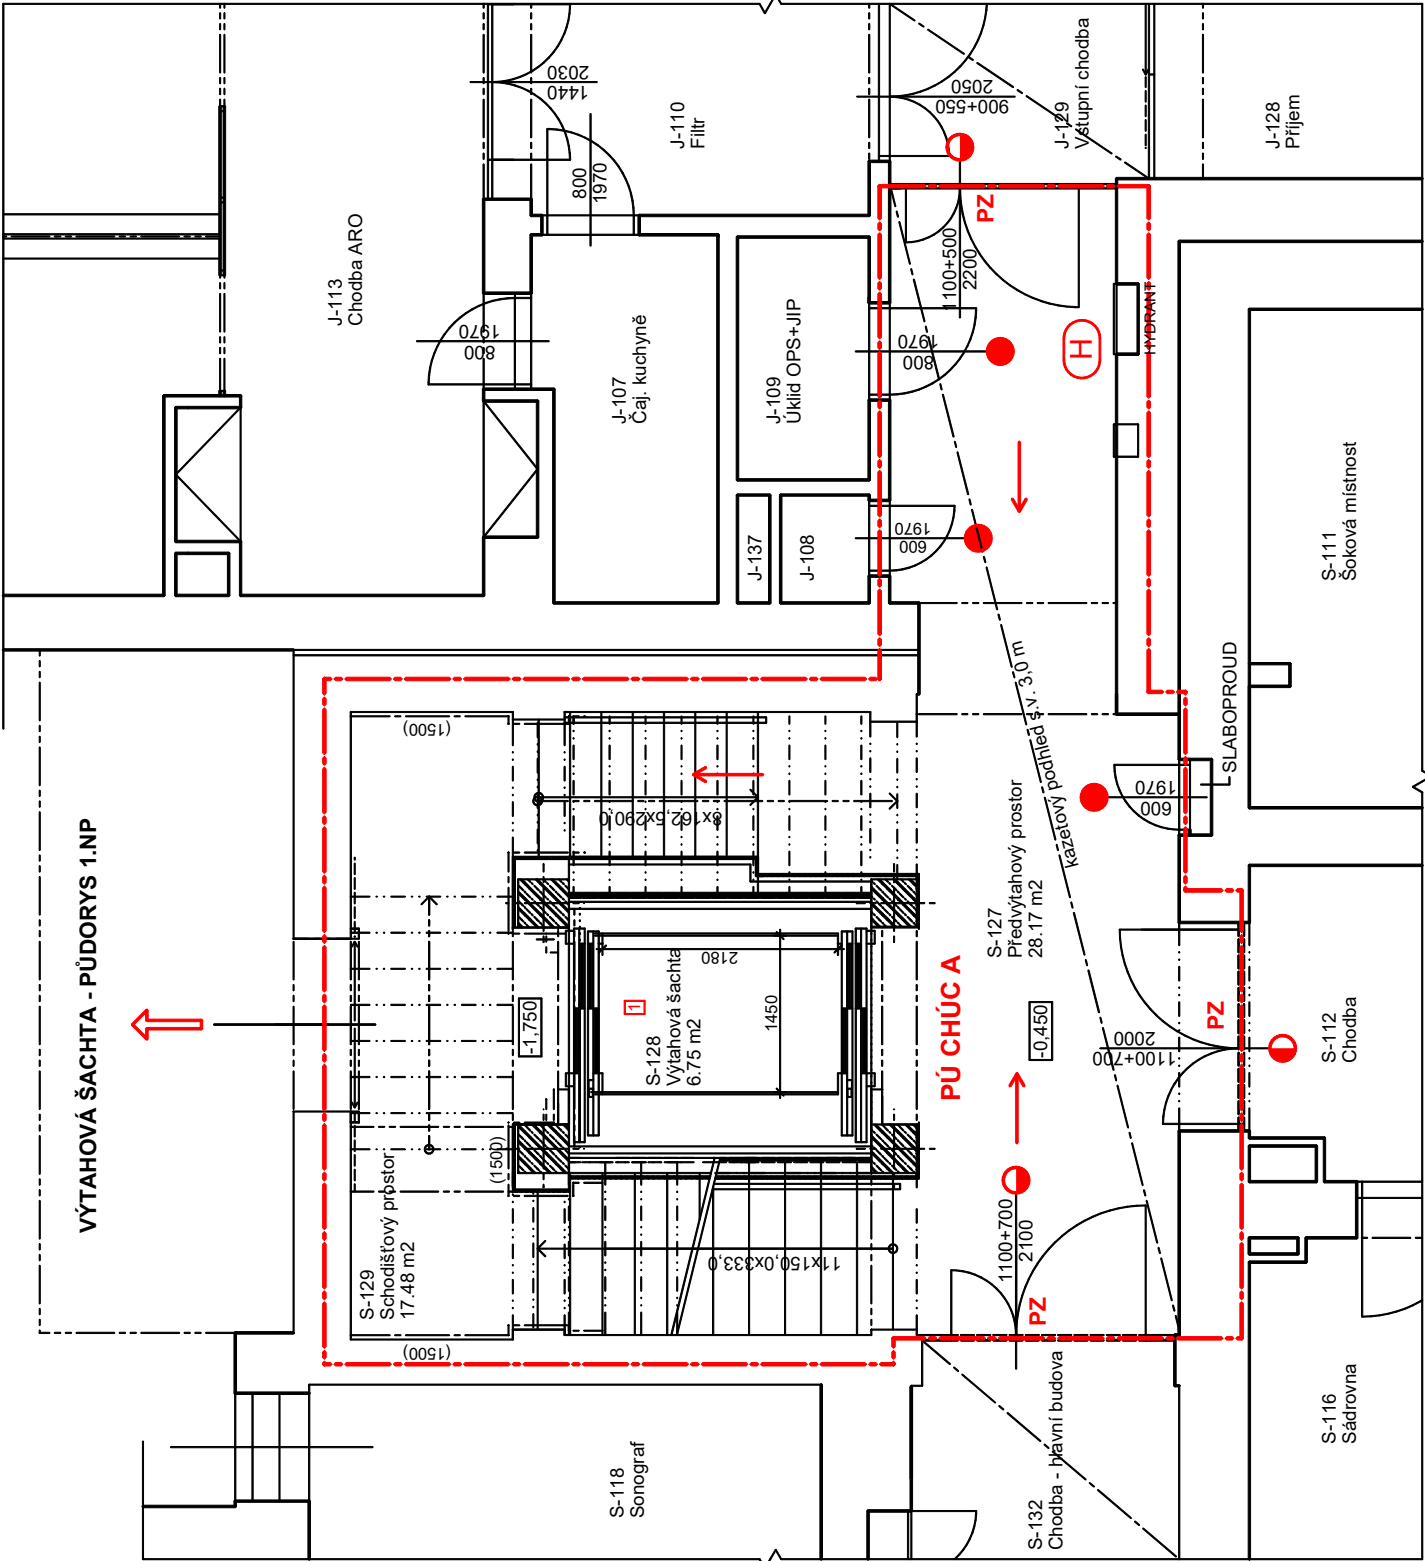 VÝTAHOVÁ ŠACHTA - PŮDORYS 1.NP
J-113
Chodba ARO
J-110
Filtr
J-129
Vstupní chodba
J-128
Příjem
1440
2030
800
1970
900+550
2050
800
1970
J-107
Čaj. kuchyně
J-109
Úklid OPS+JIP
J-137
J-108
800
1970
600
1970
1100+500
2200
PZ
H
HYDRANT
S-111
Šoková místnost
SLABOPROUD
600
1970
kazetový podhled s.v. 3,0 m
S-127
Předvýtahový prostor
28.17 m2
PÚ CHÚC A
-0,450
(1500)
8x162,5x290,0
-1,750
1
S-128
Výtahová šachta
6.75 m2
2180
1450
(1500)
S-129
Schodišťový prostor
17.48 m2
(1500)
11x150,0x333,0
1100+700
2100
PZ
1100+700
2000
PZ
S-112
Chodba
S-116
Sádrovna
S-118
Sonograf
S-132
Chodba - hlavní budova